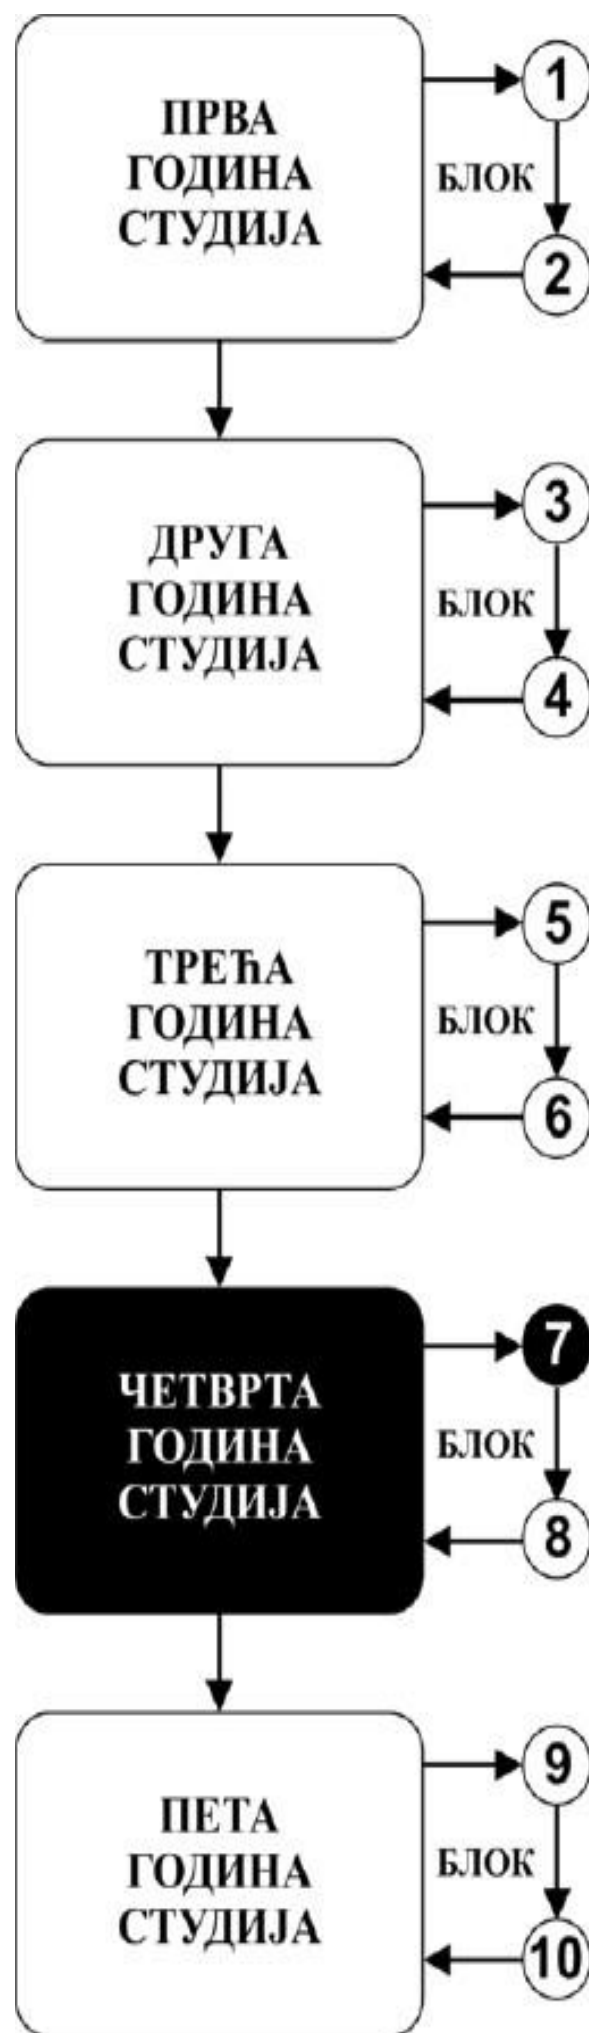 ПРВА
ГОДИНА
СТУДИЈА
1
БЛОК
2
ДРУГА
ГОДИНА
СТУДИЈА
3
БЛОК
4
ТРЕЋА
ГОДИНА
СТУДИЈА
5
БЛОК
6
ЧЕТВРТА
ГОДИНА
СТУДИЈА
7
БЛОК
8
ПЕТА
ГОДИНА
СТУДИЈА
9
БЛОК
10